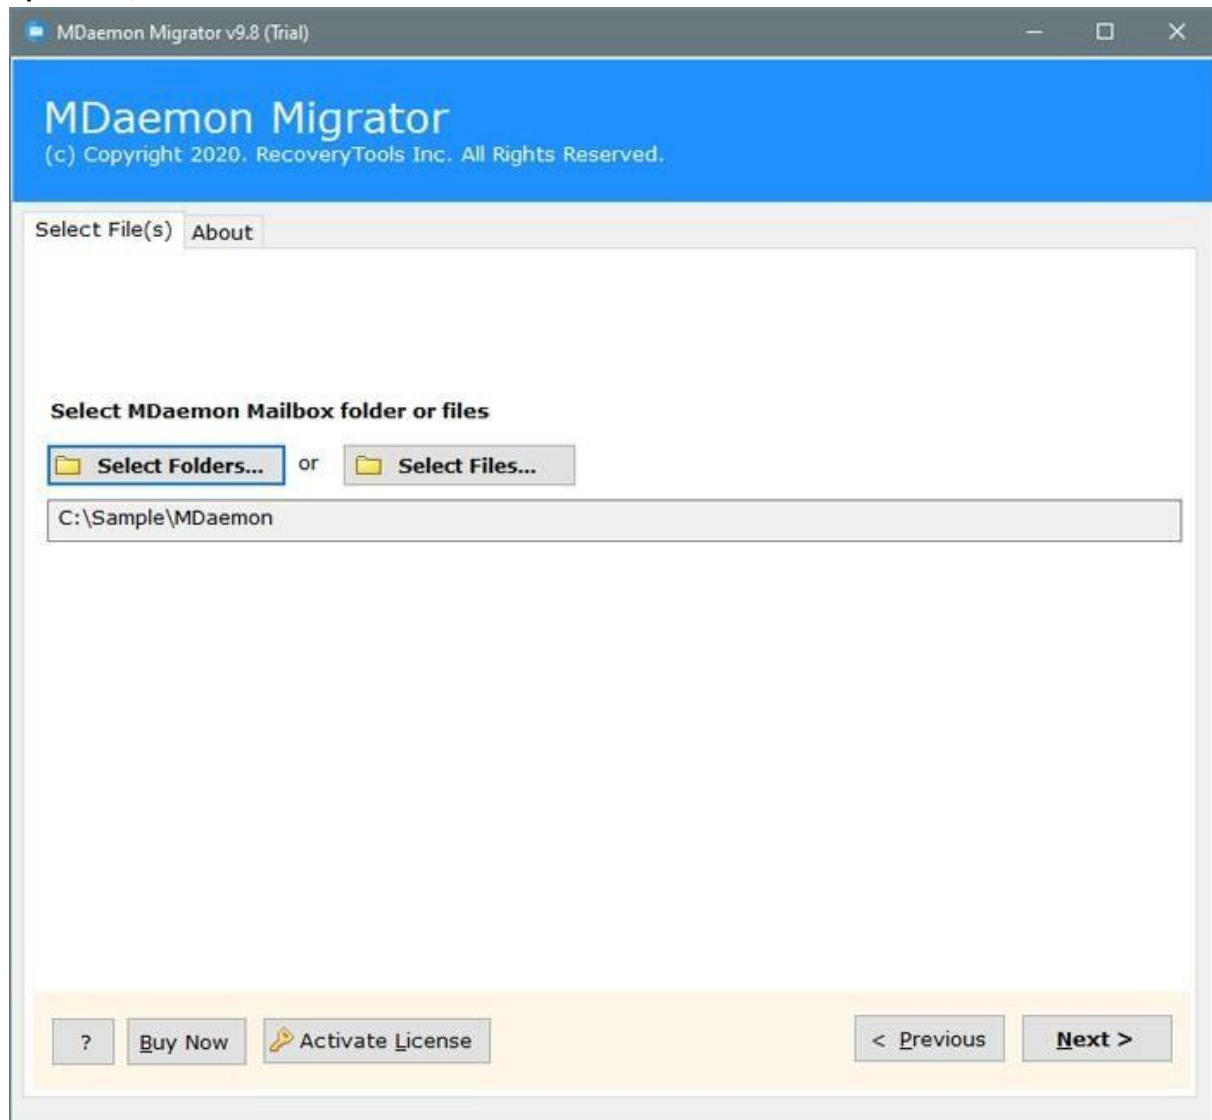 MDaemon Migrator v9.8 (Trial)
MDaemon Migrator
(c) Copyright 2020. RecoveryTools Inc. All Rights Reserved.
Select File(s) About
Select MDaemon Mailbox folder or files
Select Folders... or Select Files...
C:\Sample\MDaemon
? Buy Now Activate License < Previous Next >